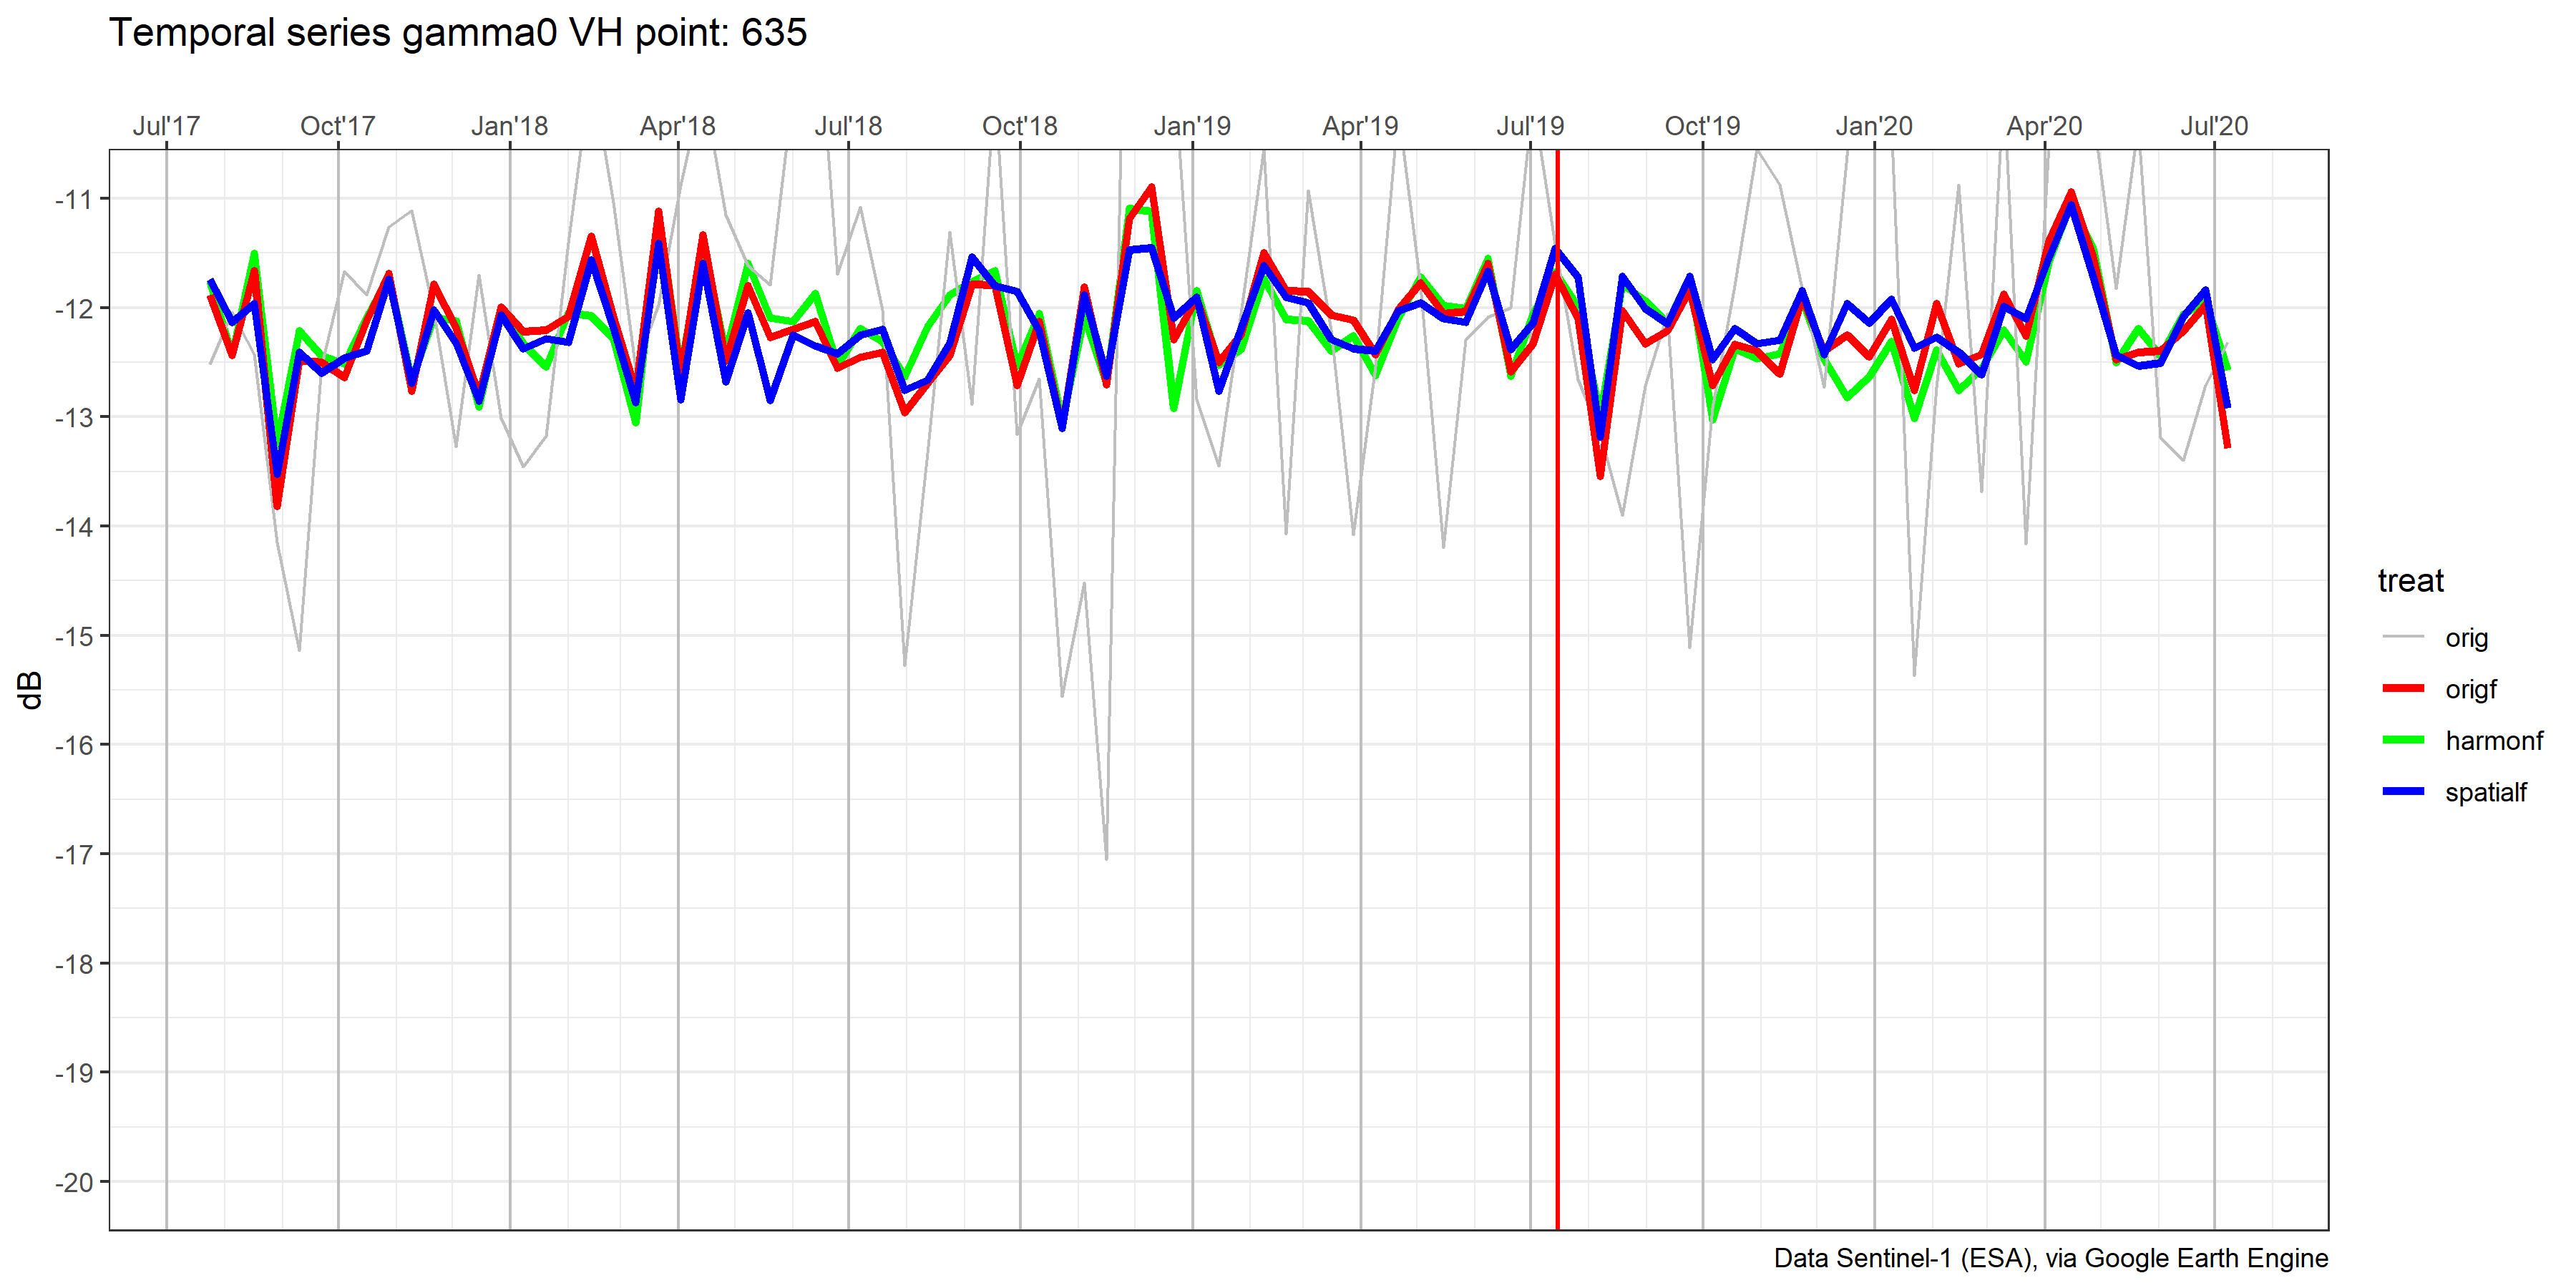 Temporal series gamma0 VH point: 635
Jul'17 Oct'17 Jan'18 Apr'18 Jul'18 Oct'18 Jan'19 Apr'19 Jul'19 Oct'19 Jan'20 Apr'20 Jul'20
-11
-12
-13
-14
-15
-16
-17
-18
-19
-20
dB
treat
orig
origf
harmonf
spatialf
Data Sentinel-1 (ESA), via Google Earth Engine